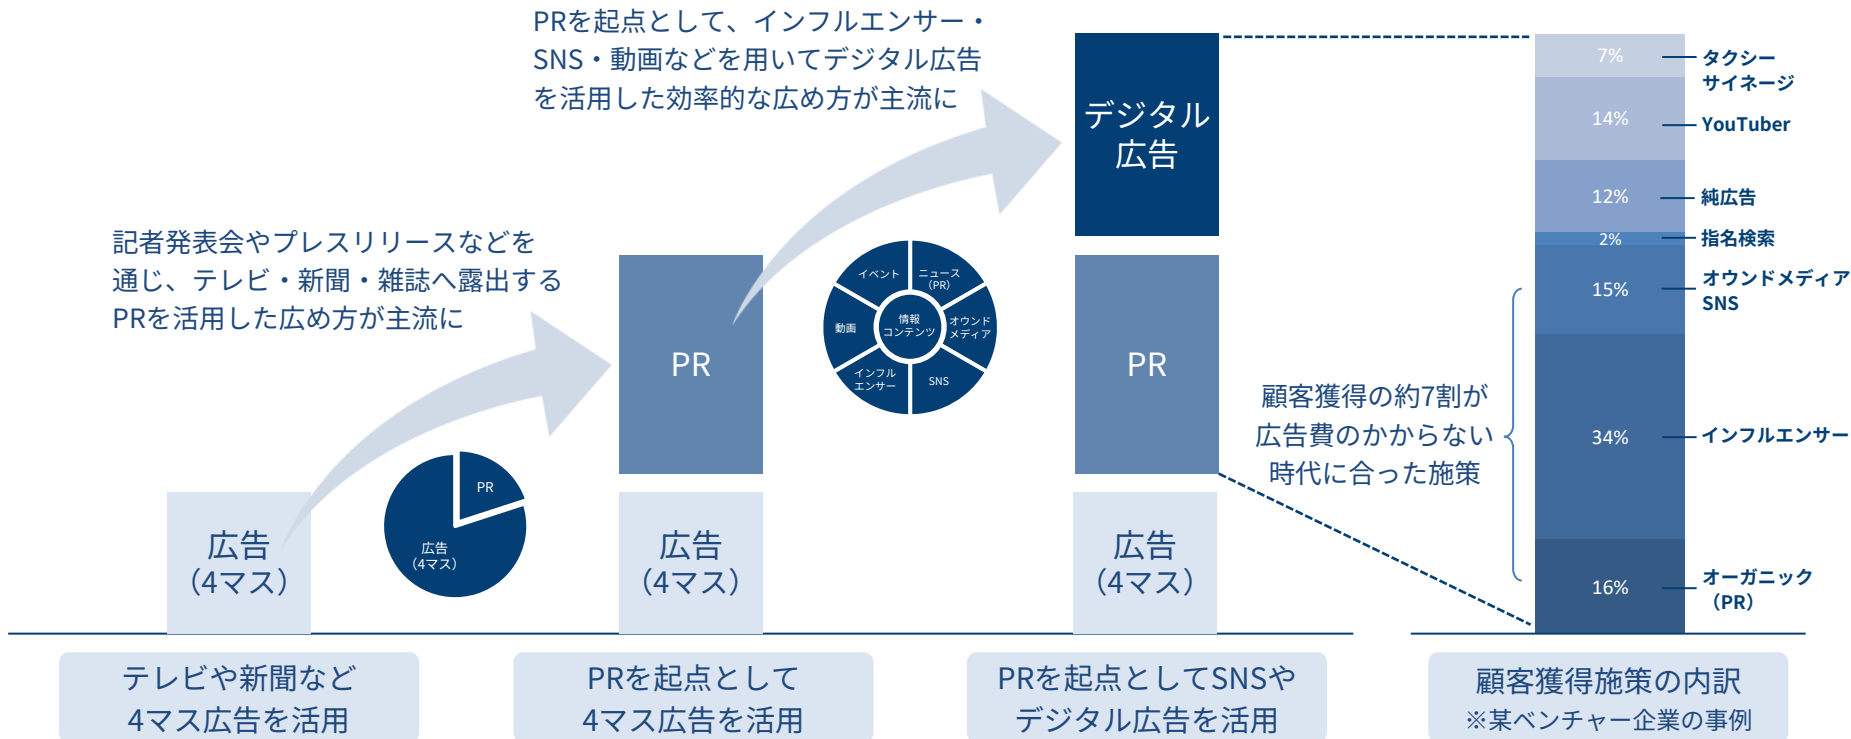 PRを起点として、インフルエンサー・
SNS・動画などを用いてデジタル広告
を活用した効率的な広め方が主流に
記者発表会やプレスリリースなどを
通じ、テレビ・新聞・雑誌へ露出する
PRを活用した広め方が主流に
広告
（4マス）
PR
広告
（4マス）
PR
広告
（4マス）
イベント
ニュース
（PR）
動画
情報
コンテンツ
オウンド
メディア
インフル
エンサー
SNS
デジタル
広告
PR
広告
（4マス）
顧客獲得の約7割が
広告費のかからない
時代に合った施策
7%
タクシー
サイネージ
14%
YouTuber
12%
純広告
2%
指名検索
15%
オウンドメディア
SNS
34%
インフルエンサー
16%
オーガニック
（PR）
テレビや新聞など
4マス広告を活用
PRを起点として
4マス広告を活用
PRを起点としてSNSや
デジタル広告を活用
顧客獲得施策の内訳
※某ベンチャー企業の事例